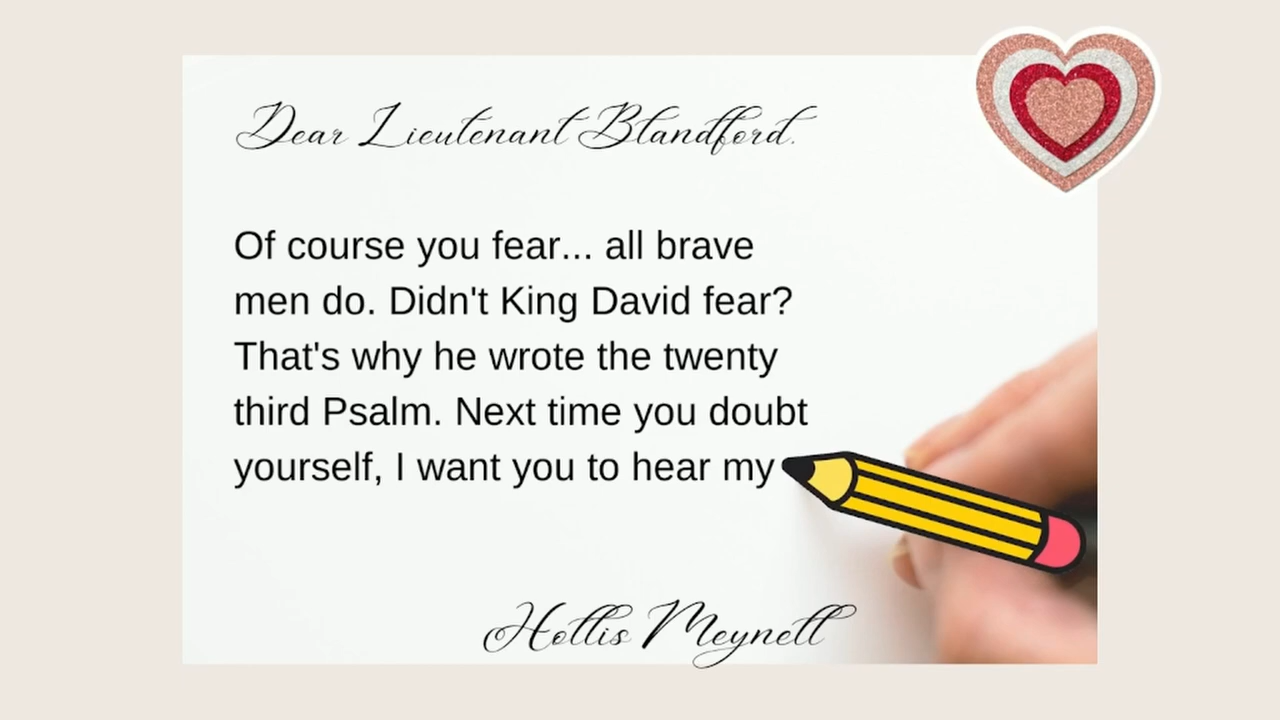 Dear Lieutenant Blandford.
Of course you fear... all brave
men do. Didn't King David fear?
That's why he wrote the twenty
third Psalm. Next time you doubt
yourself, I want you to hear my
Hollis Meynell